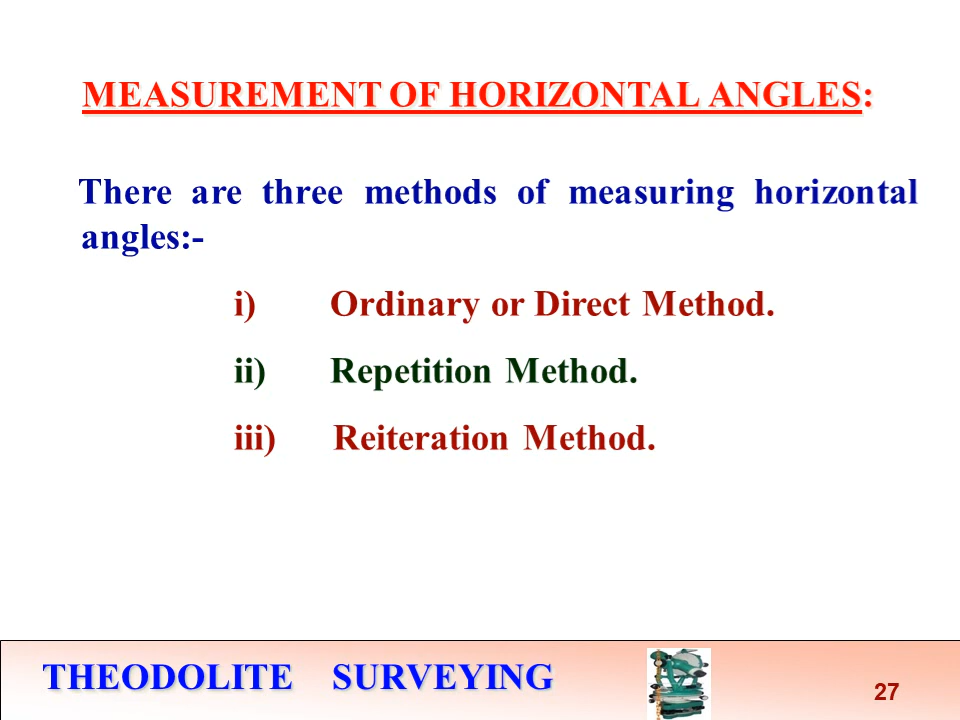 MEASUREMENT OF HORIZONTAL ANGLES:
There are three methods of measuring horizontal
angles:-
i) Ordinary or Direct Method.
ii) Repetition Method.
iii) Reiteration Method.
THEODOLITE SURVEYING
27